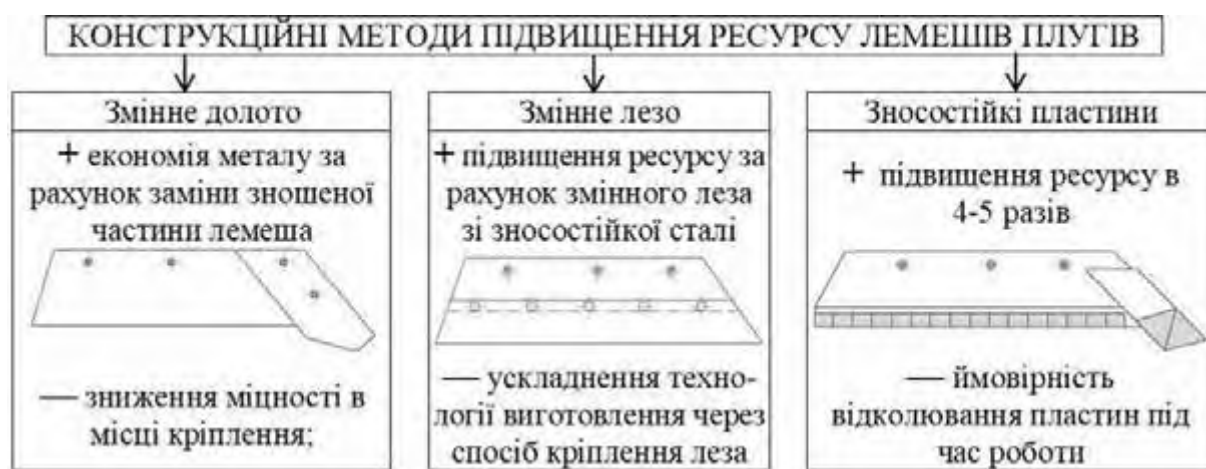 КОНСТРУКЦІЙНІ МЕТОДИ ПІДВИЩЕННЯ РЕСУРСУ ЛЕМЕШІВ ПЛУГІВ
Змінне долото
+ економія металу за
рахунок заміни зношеної
частини лемеша
— зниження міцності в
місці кріплення;
Змінне лезо
+ підвищення ресурсу за
рахунок змінного леза
зі зносостійкої сталі
— ускладнення техно-
логії виготовлення через
спосіб кріплення леза
Зносостійкі пластини
+ підвищення ресурсу в
4-5 разів
— ймовірність
відколювання пластин під
час роботи